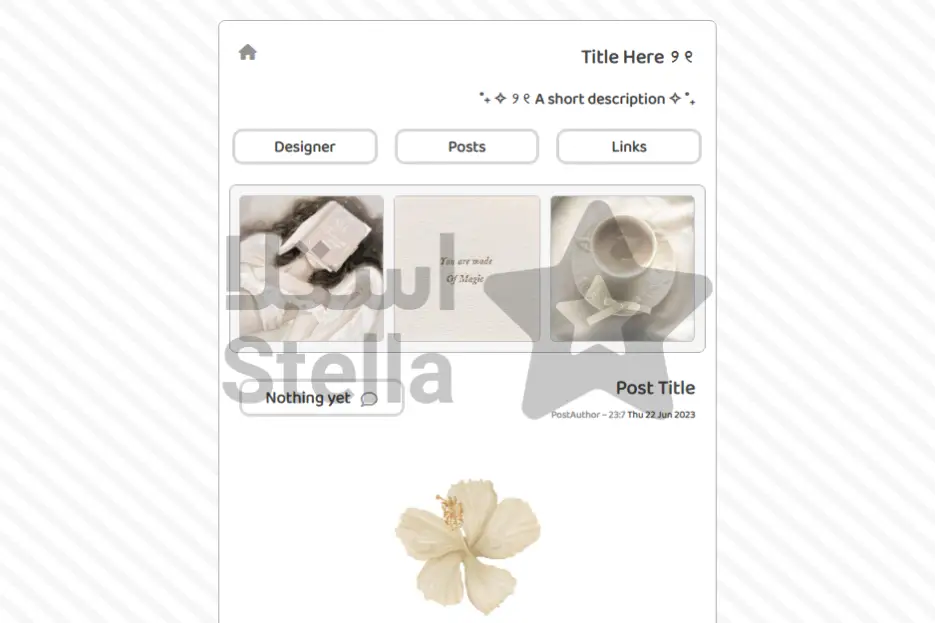 Title Here ୨ ୧
˚₊ ✧ ୨ ୧ A short description ✧ ˚₊
Designer
Posts
Links
You are made
Of Magic
ستيلا
Stella
Nothing yet
Post Title
PostAuthor – 23:7 Thu 22 Jun 2023